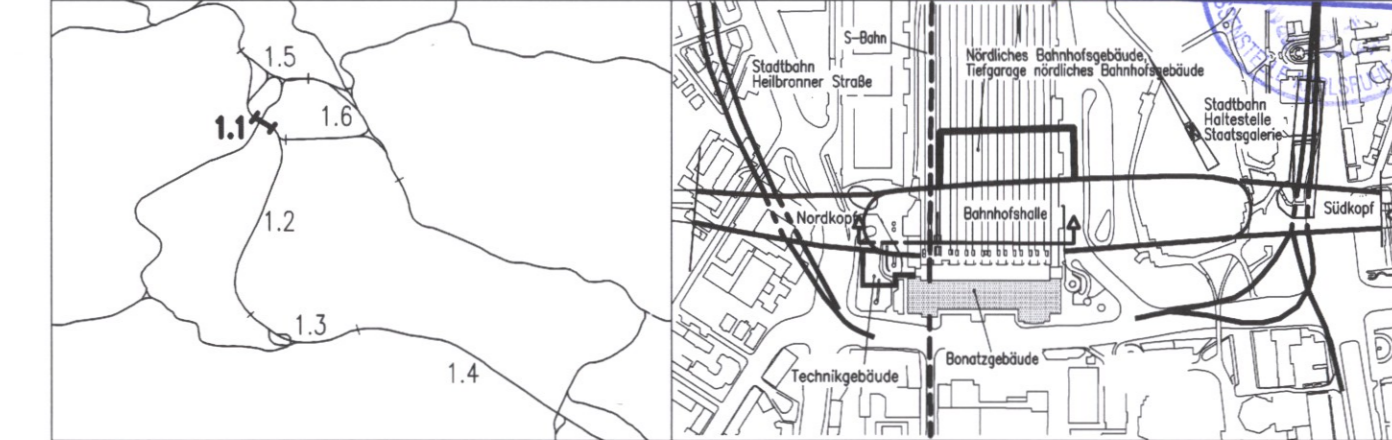 1.5
1.6
1.1
1.2
1.3
1.4
S-Bahn
Nördliches Bahnhofsgebäude,
Tiefgarage nördliches Bahnhofsgebäude
Stadtbahn
Heilbronner Straße
Stadtbahn
Haltestelle
Staatsgalerie
Nordkopf
Bahnhofshalle
Südkopf
Technikgebäude
Bonatzgebäude